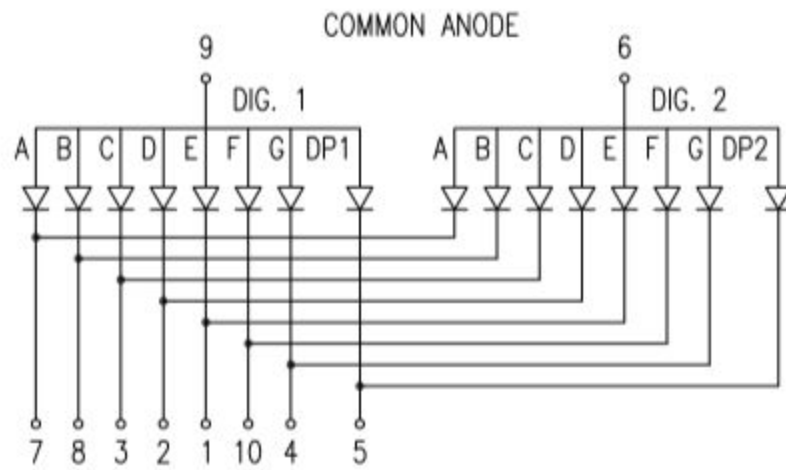 COMMON ANODE
9 6
DIG. 1 DIG. 2
A B C D E F G DP1 A B C D E F G DP2
7 8 3 2 1 10 4 5